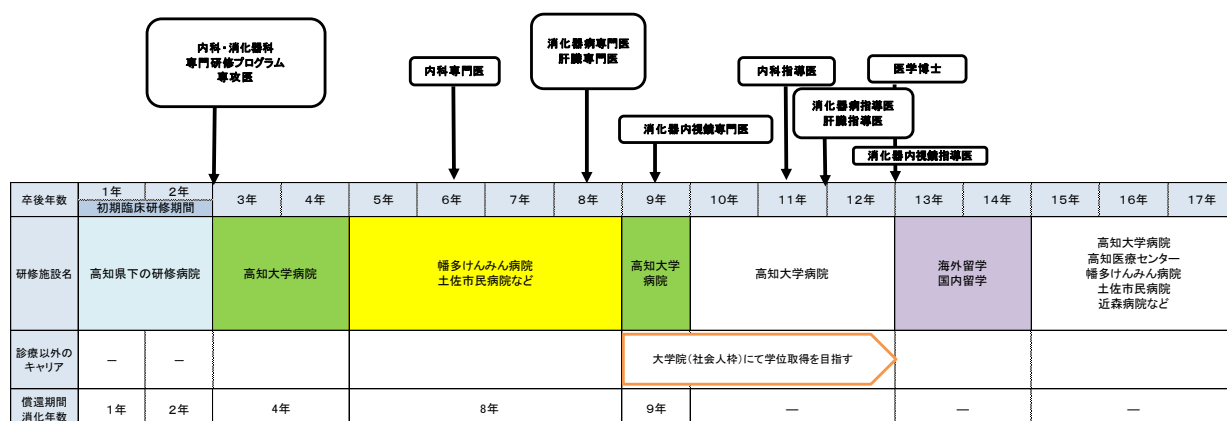 内科・消化器科
専門研修プログラム
専攻医
内科専門医
消化器病専門医
肝臓専門医
消化器内視鏡専門医
内科指導医
消化器病指導医
肝臓指導医
医学博士
消化器内視鏡指導医
卒後年数
1年
2年
初期臨床研修期間
3年
4年
5年
6年
7年
8年
9年
10年
11年
12年
13年
14年
15年
16年
17年
研修施設名
高知県下の研修病院
高知大学病院
幡多けんみん病院
土佐市民病院など
高知大学
病院
高知大学病院
海外留学
国内留学
高知大学病院
高知医療センター
幡多けんみん病院
土佐市民病院
近森病院など
診療以外の
キャリア
―
―
大学院(社会人枠)にて学位取得を目指す
償還期間
消化年数
1年
2年
4年
8年
9年
―
―
―